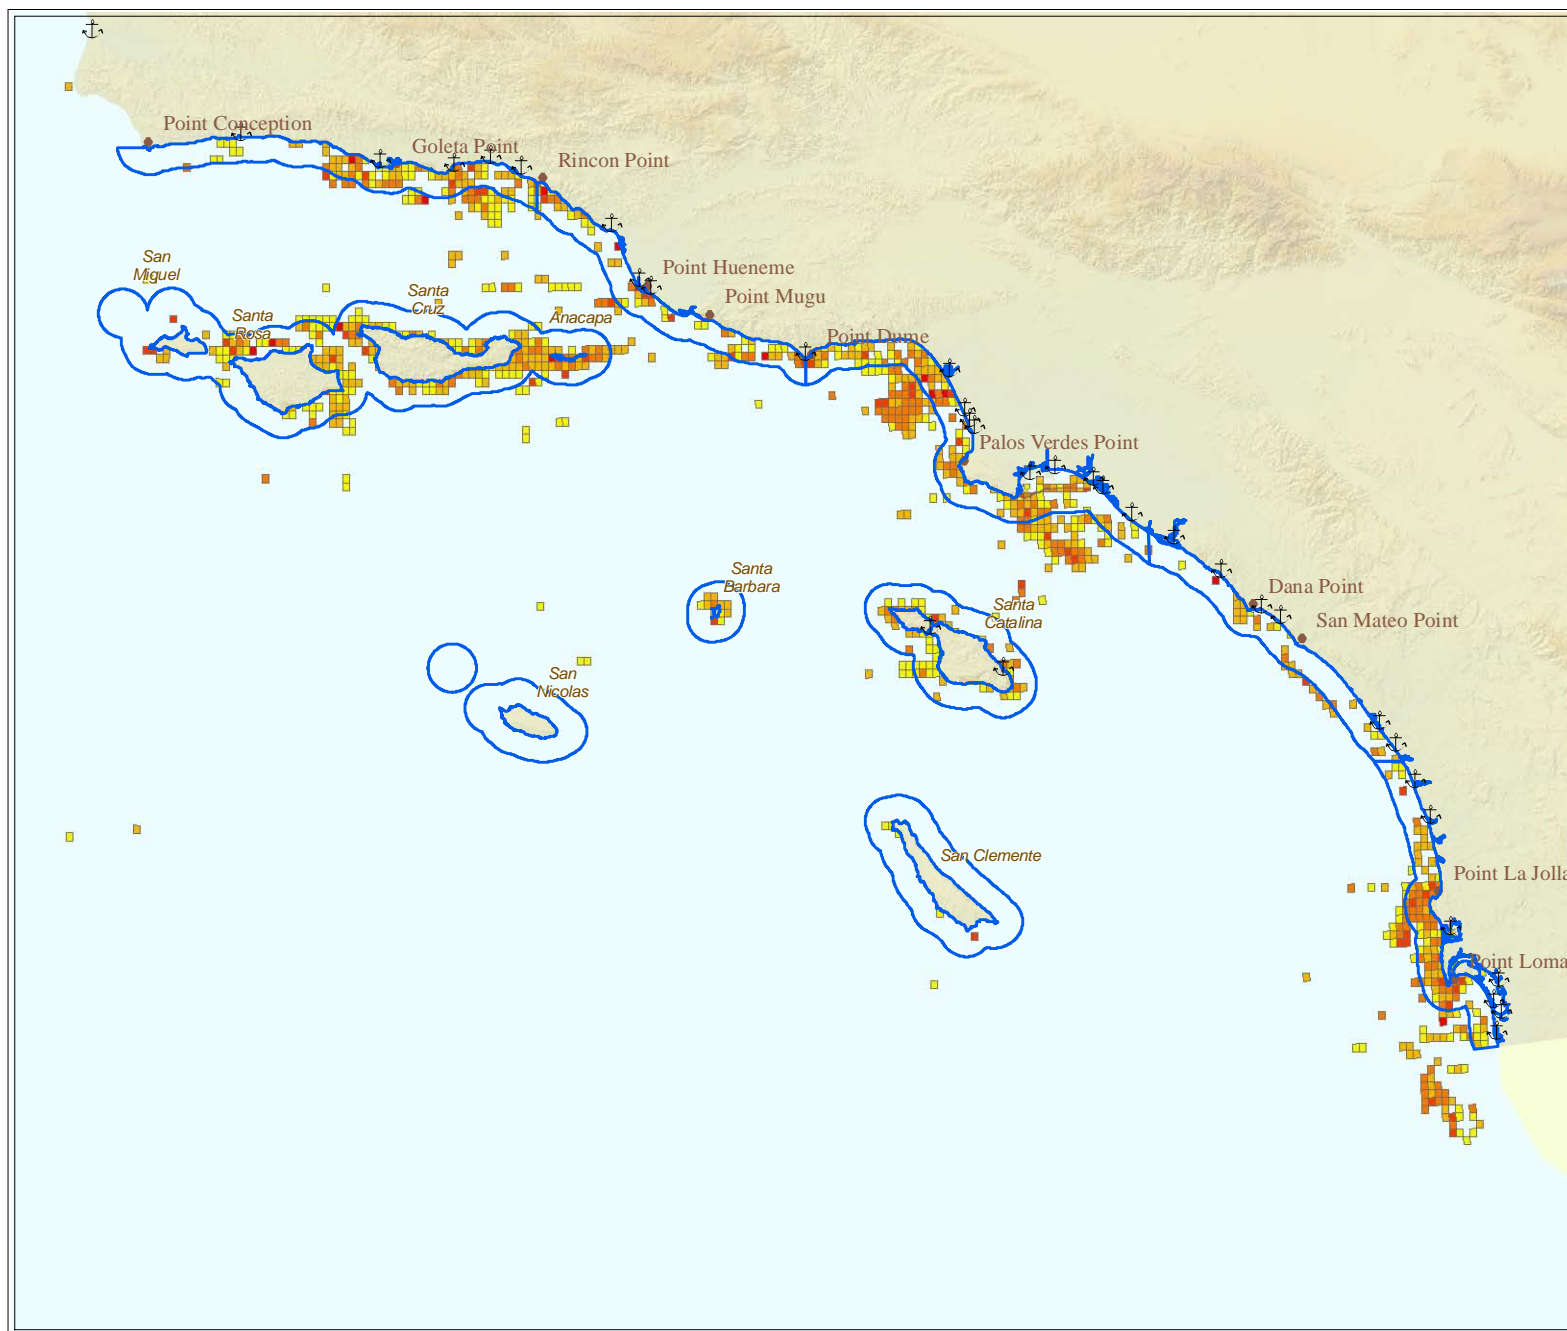 Point Conception
Goleta Point
Rincon Point
San
Miguel
Santa
Rosa
Santa
Cruz
Anacapa
Point Hueneme
Point Mugu
Point Dume
Palos Verdes Point
Santa
Barbara
Santa
Catalina
Dana Point
San Mateo Point
San
Nicolas
San Clemente
Point La Jolla
Point Loma